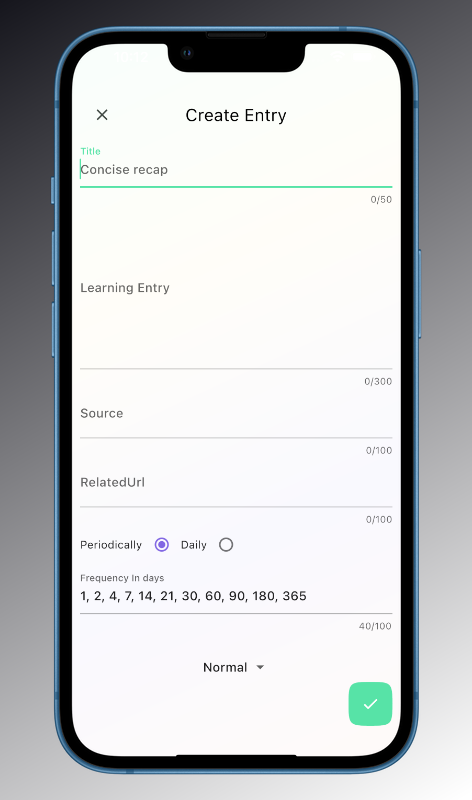 Create Entry
Title
Concise recap
0/50
Learning Entry
0/300
Source
0/100
RelatedUrl
0/100
Periodically Daily
Frequency In days
1, 2, 4, 7, 14, 21, 30, 60, 90, 180, 365
40/100
Normal